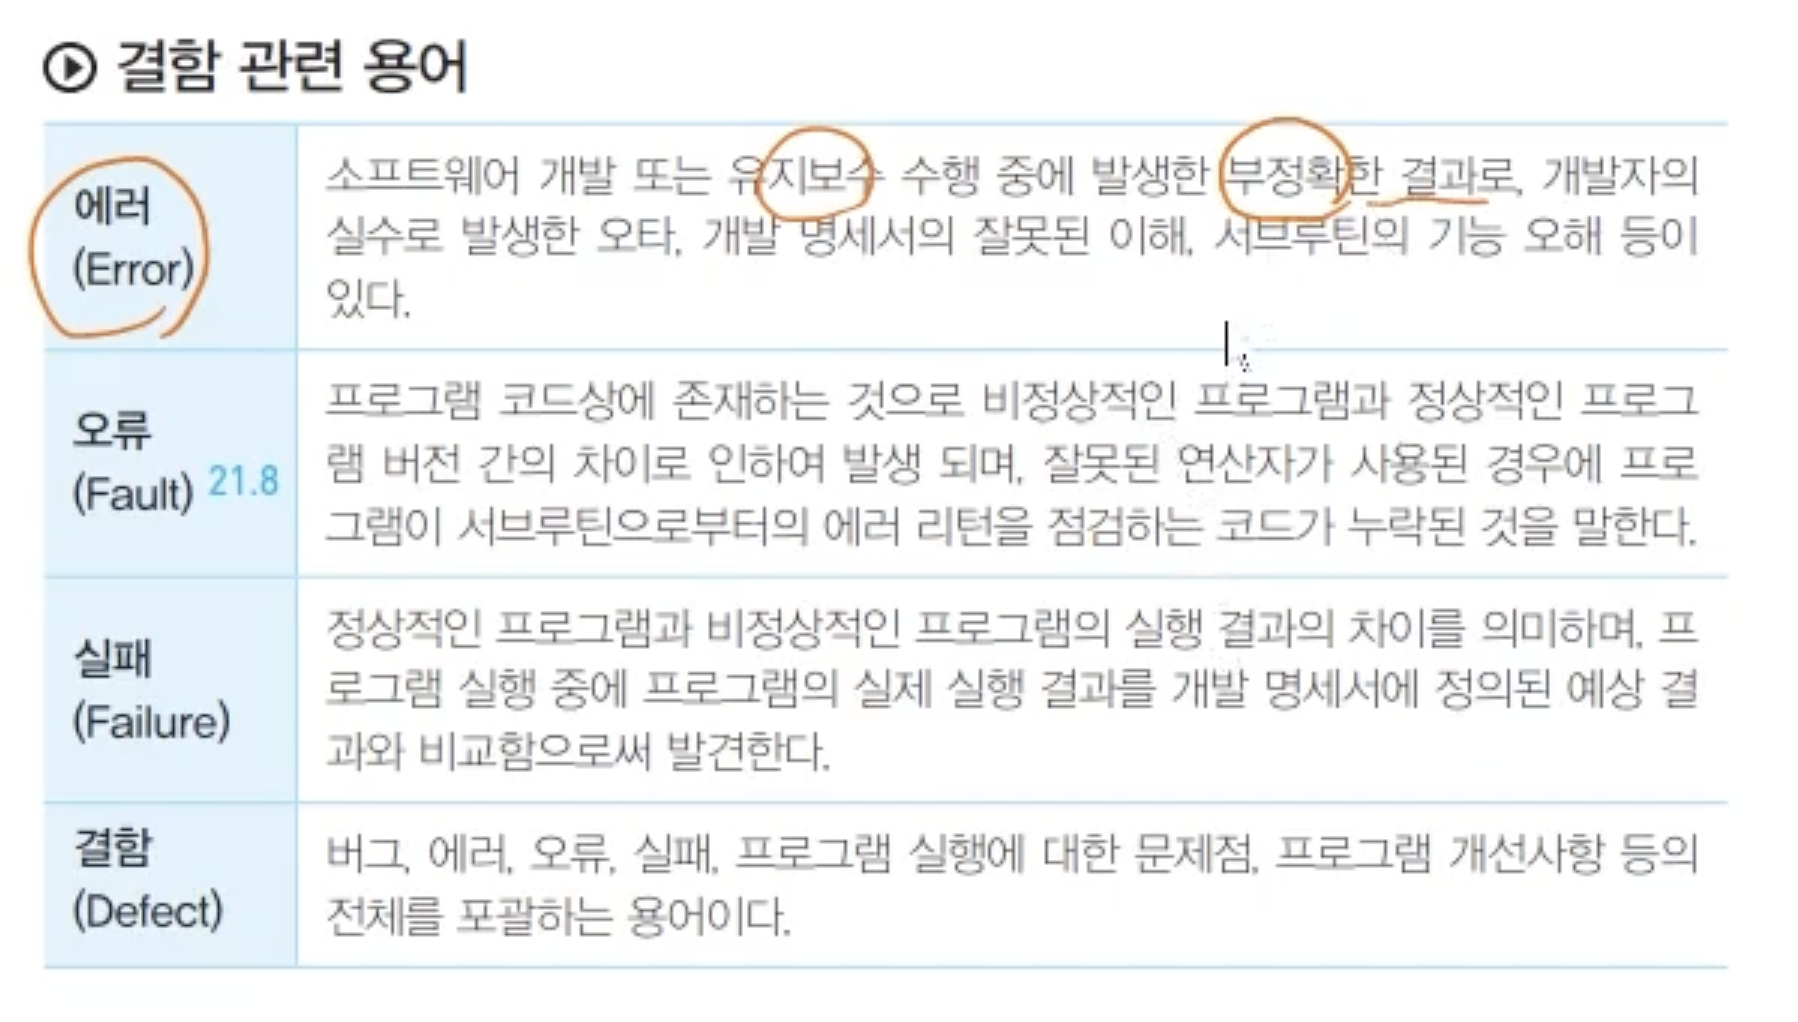 결함 관련 용어
에러
(Error)
소프트웨어 개발 또는 유지보수 수행 중에 발생한 부정확한 결과로, 개발자의
실수로 발생한 오타, 개발 명세서의 잘못된 이해, 서브루틴의 기능 오해 등이
있다.
오류
(Fault) 21.8
프로그램 코드상에 존재하는 것으로 비정상적인 프로그램과 정상적인 프로그
램 버전 간의 차이로 인하여 발생 되며, 잘못된 연산자가 사용된 경우에 프로
그램이 서브루틴으로부터의 에러 리턴을 점검하는 코드가 누락된 것을 말한다.
실패
(Failure)
정상적인 프로그램과 비정상적인 프로그램의 실행 결과의 차이를 의미하며, 프
로그램 실행 중에 프로그램의 실제 실행 결과를 개발 명세서에 정의된 예상 결
과와 비교함으로써 발견한다.
결함
(Defect)
버그, 에러, 오류, 실패, 프로그램 실행에 대한 문제점, 프로그램 개선사항 등의
전체를 포괄하는 용어이다.